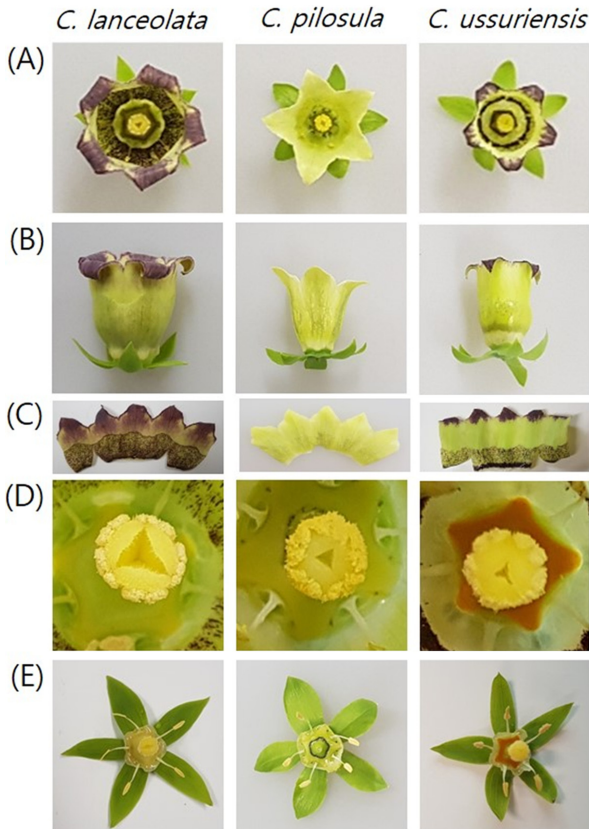 C. lanceolata C. pilosula C. ussuriensis
(A)
(B)
(C)
(D)
(E)